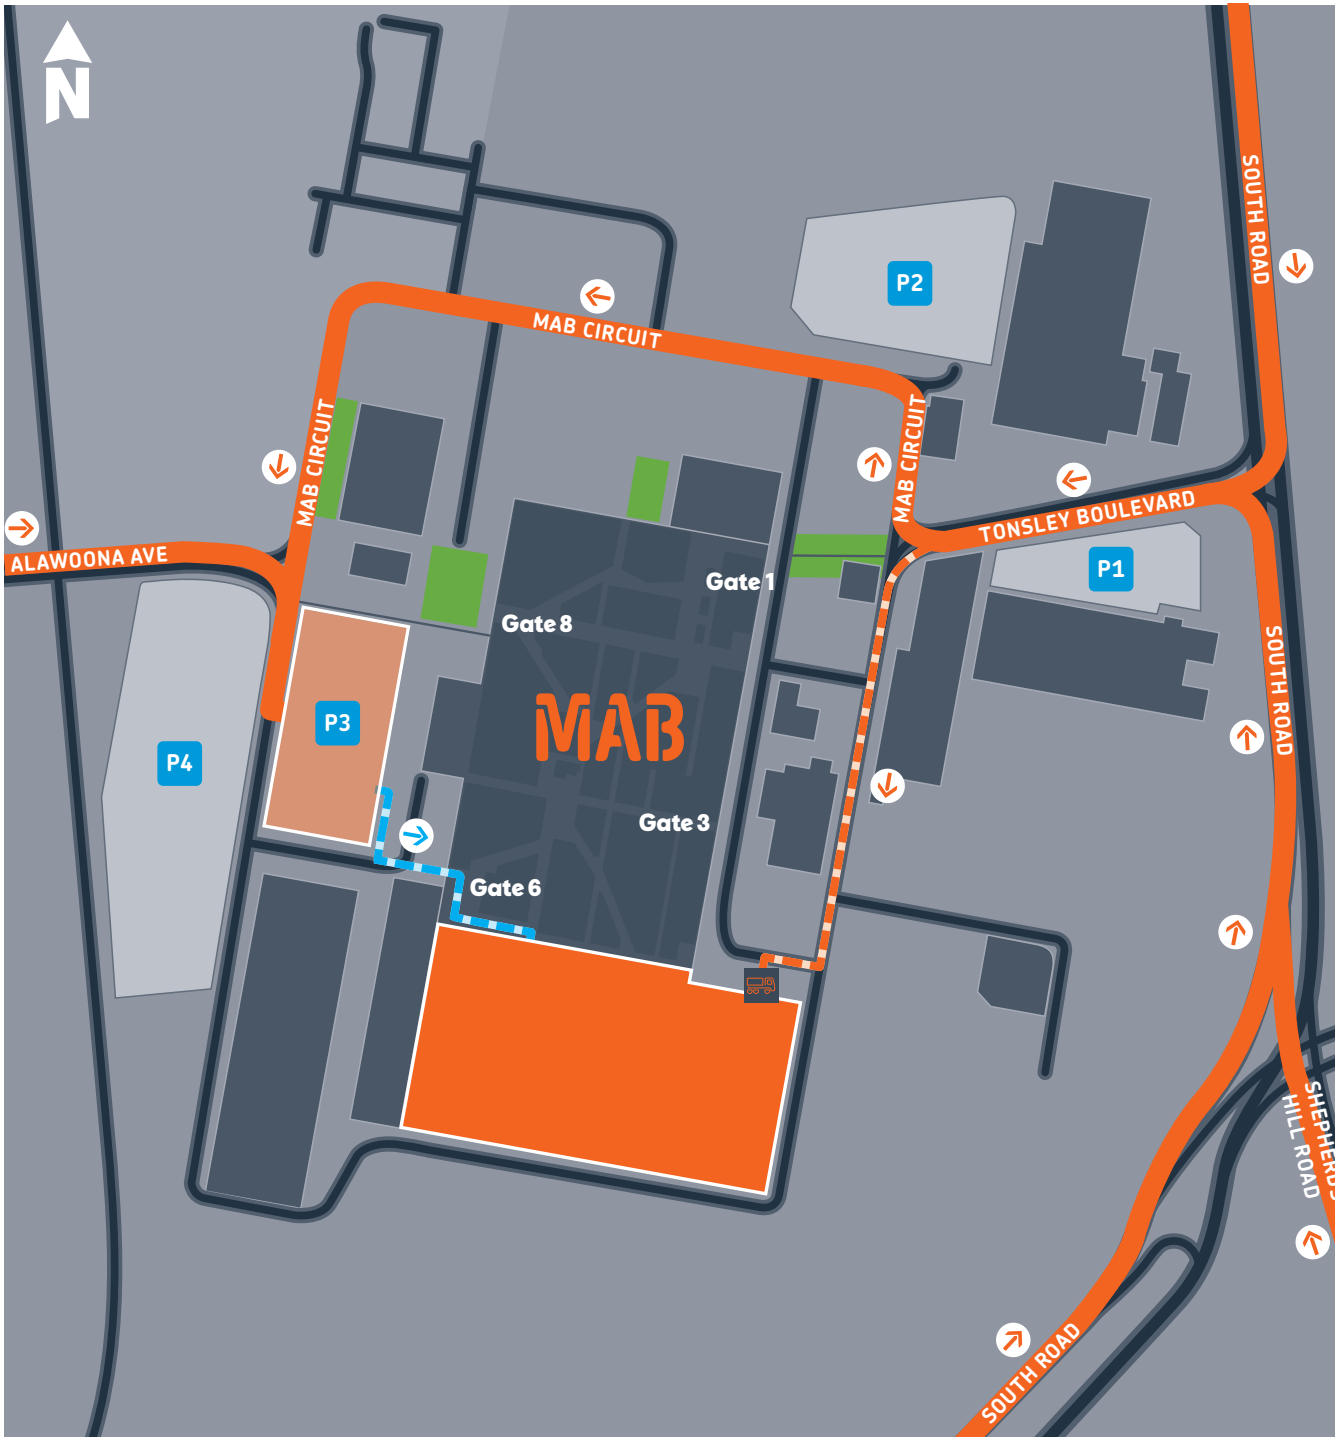 N
SOUTH ROAD
P2
MAB CIRCUIT
MAB CIRCUIT
MAB CIRCUIT
TONSLEY BOULEVARD
ALAWOONA AVE
P1
Gate 1
Gate 8
SOUTH ROAD
MAB
P3
P4
Gate 3
Gate 6
SHEPHERDS
HILL ROAD
SOUTH ROAD